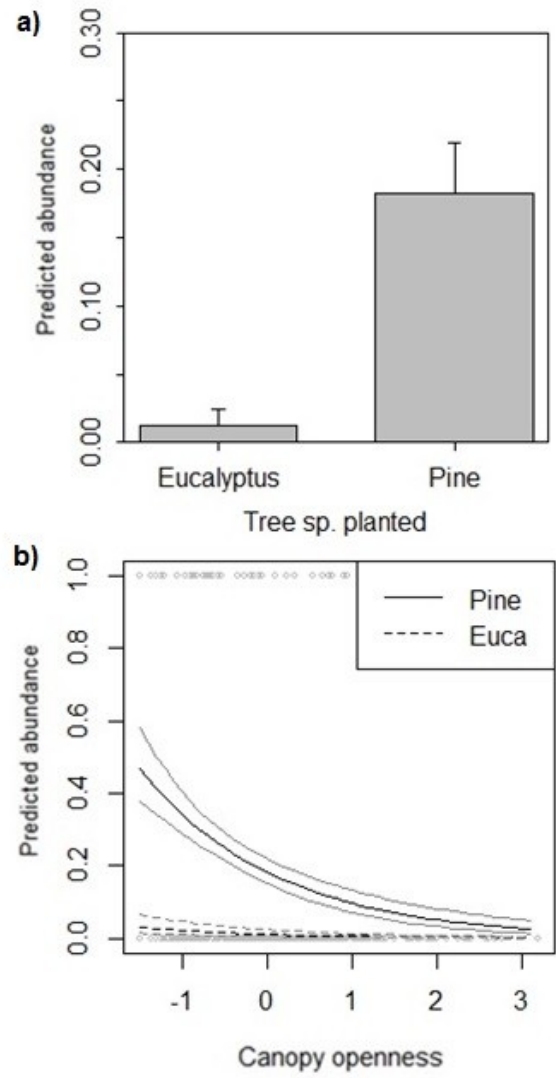 a)
Predicted abundance
0.30
0.20
0.10
0.00
Eucalyptus Pine
Tree sp. planted
b)
Predicted abundance
1.0
0.8
0.6
0.4
0.2
0.0
Pine
Euca
-1 0 1 2 3
Canopy openness